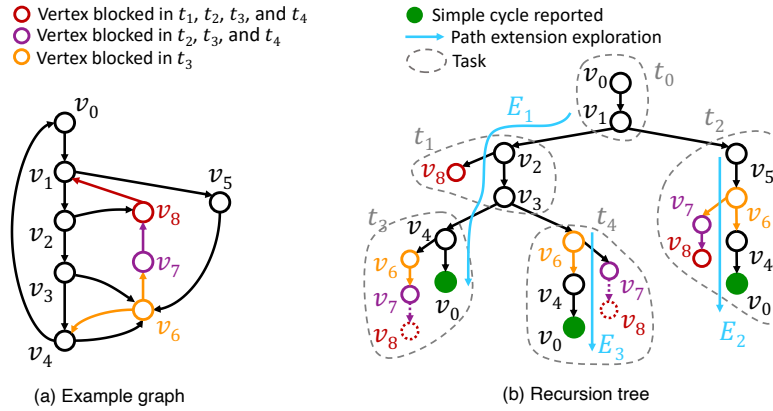 Vertex blocked in t₁, t₂, t₃, and t₄
Vertex blocked in t₂, t₃, and t₄
Vertex blocked in t₃
v₀
v₁
v₅
v₈
v₂
v₇
v₃
v₆
v₄
(a) Example graph
Simple cycle reported
Path extension exploration
Task
v₀
t₀
E₁
v₁
t₁
t₂
v₂
v₅
v₈
v₆
v₃
v₇
t₃
t₄
v₄
v₆
v₈
v₄
v₆
v₇
v₄
v₇
v₀
v₀
v₈
v₈
v₀
E₃
E₂
(b) Recursion tree